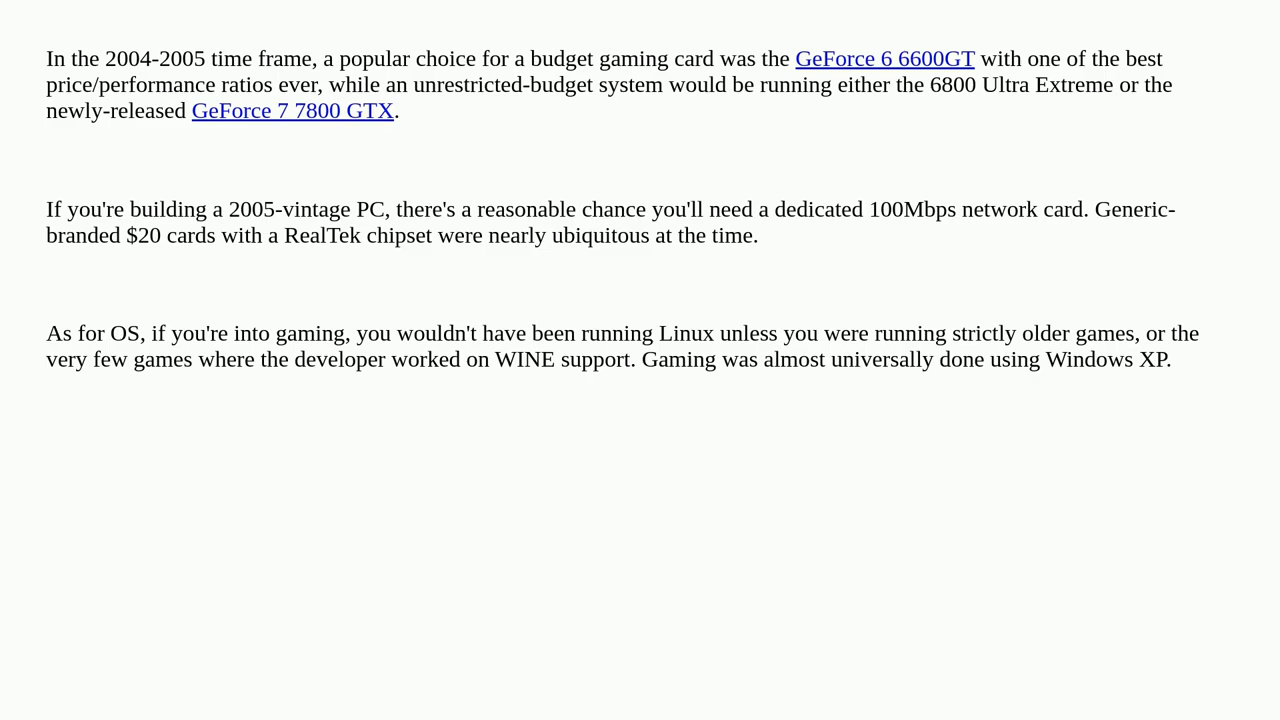 In the 2004-2005 time frame, a popular choice for a budget gaming card was the GeForce 6 6600GT with one of the best
price/performance ratios ever, while an unrestricted-budget system would be running either the 6800 Ultra Extreme or the
newly-released GeForce 7 7800 GTX.
If you're building a 2005-vintage PC, there's a reasonable chance you'll need a dedicated 100Mbps network card. Generic-
branded $20 cards with a RealTek chipset were nearly ubiquitous at the time.
As for OS, if you're into gaming, you wouldn't have been running Linux unless you were running strictly older games, or the
very few games where the developer worked on WINE support. Gaming was almost universally done using Windows XP.